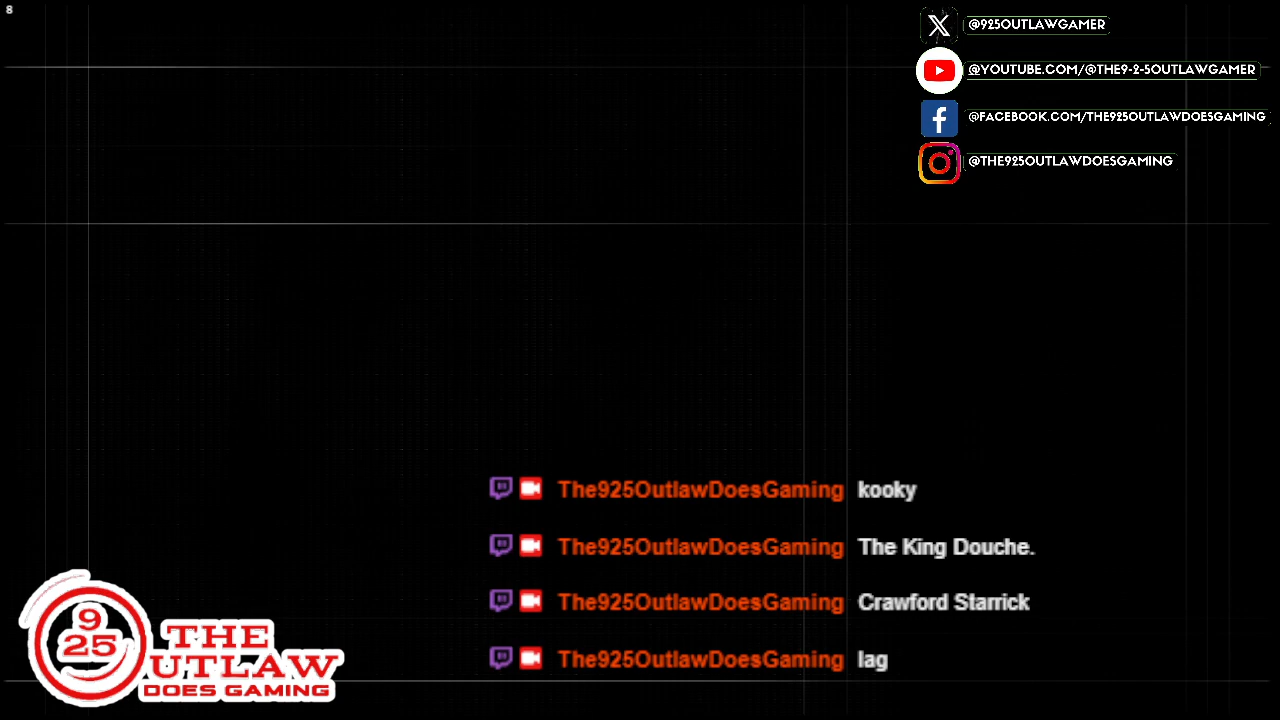 8
@925OUTLAWGAMER
@YOUTUBE.COM/@THE9-2-5OUTLAWGAMER
@FACEBOOK.COM/THE925OUTLAWDOESGAMING
@THE925OUTLAWDOESGAMING
The925OutlawDoesGaming kooky
The925OutlawDoesGaming The King Douche.
The925OutlawDoesGaming Crawford Starrick
The925OutlawDoesGaming lag
9
25
THE
OUTLAW
DOES GAMING